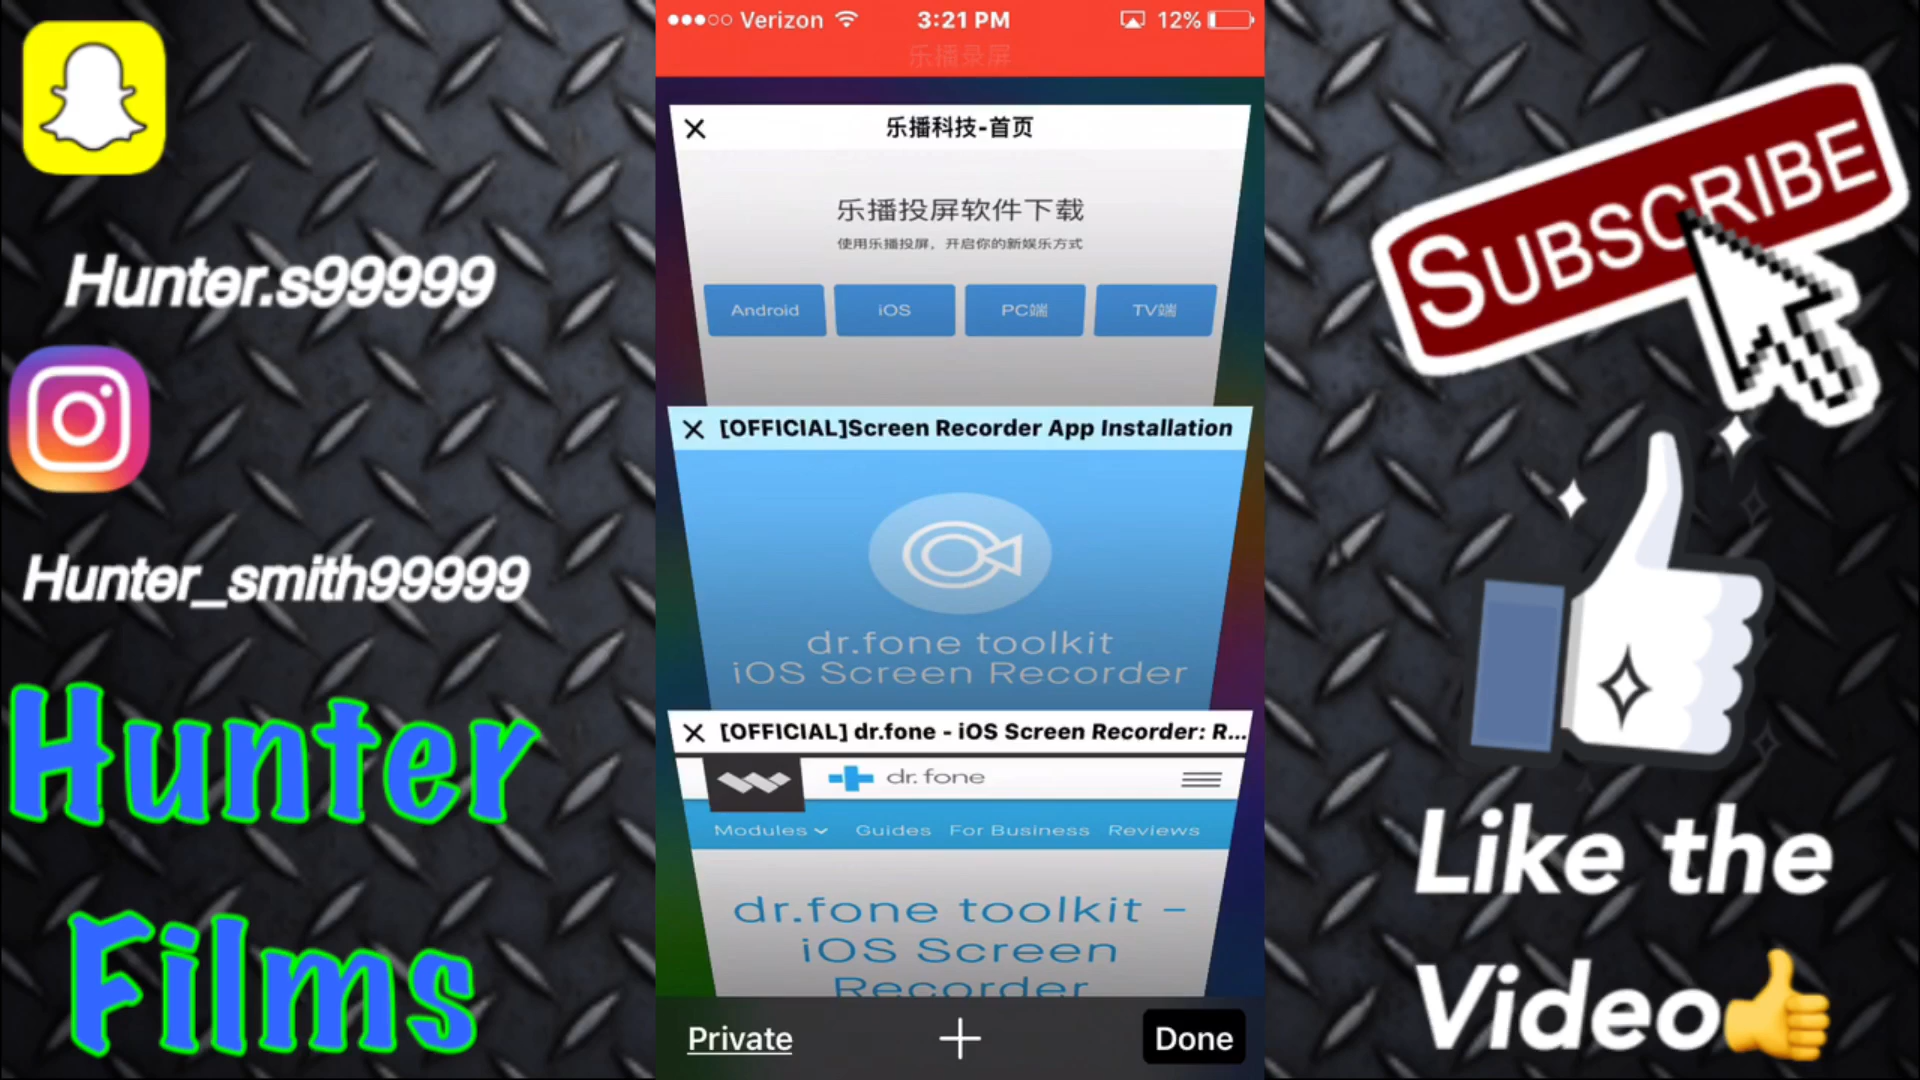 Verizon 3:21 PM 12%
乐播录屏
乐播科技-首页
乐播投屏软件下载
使用乐播投屏，开启你的新娱乐方式
Android iOS PC端 TV端
[OFFICIAL]Screen Recorder App Installation
dr.fone toolkit
iOS Screen Recorder
[OFFICIAL] dr.fone - iOS Screen Recorder: R...
dr.fone
Modules Guides For Business Reviews
dr.fone toolkit -
iOS Screen
Recorder
Private + Done
Hunter.s99999
Hunter_smith99999
Hunter
Films
SUBSCRIBE
Like the
Video👍